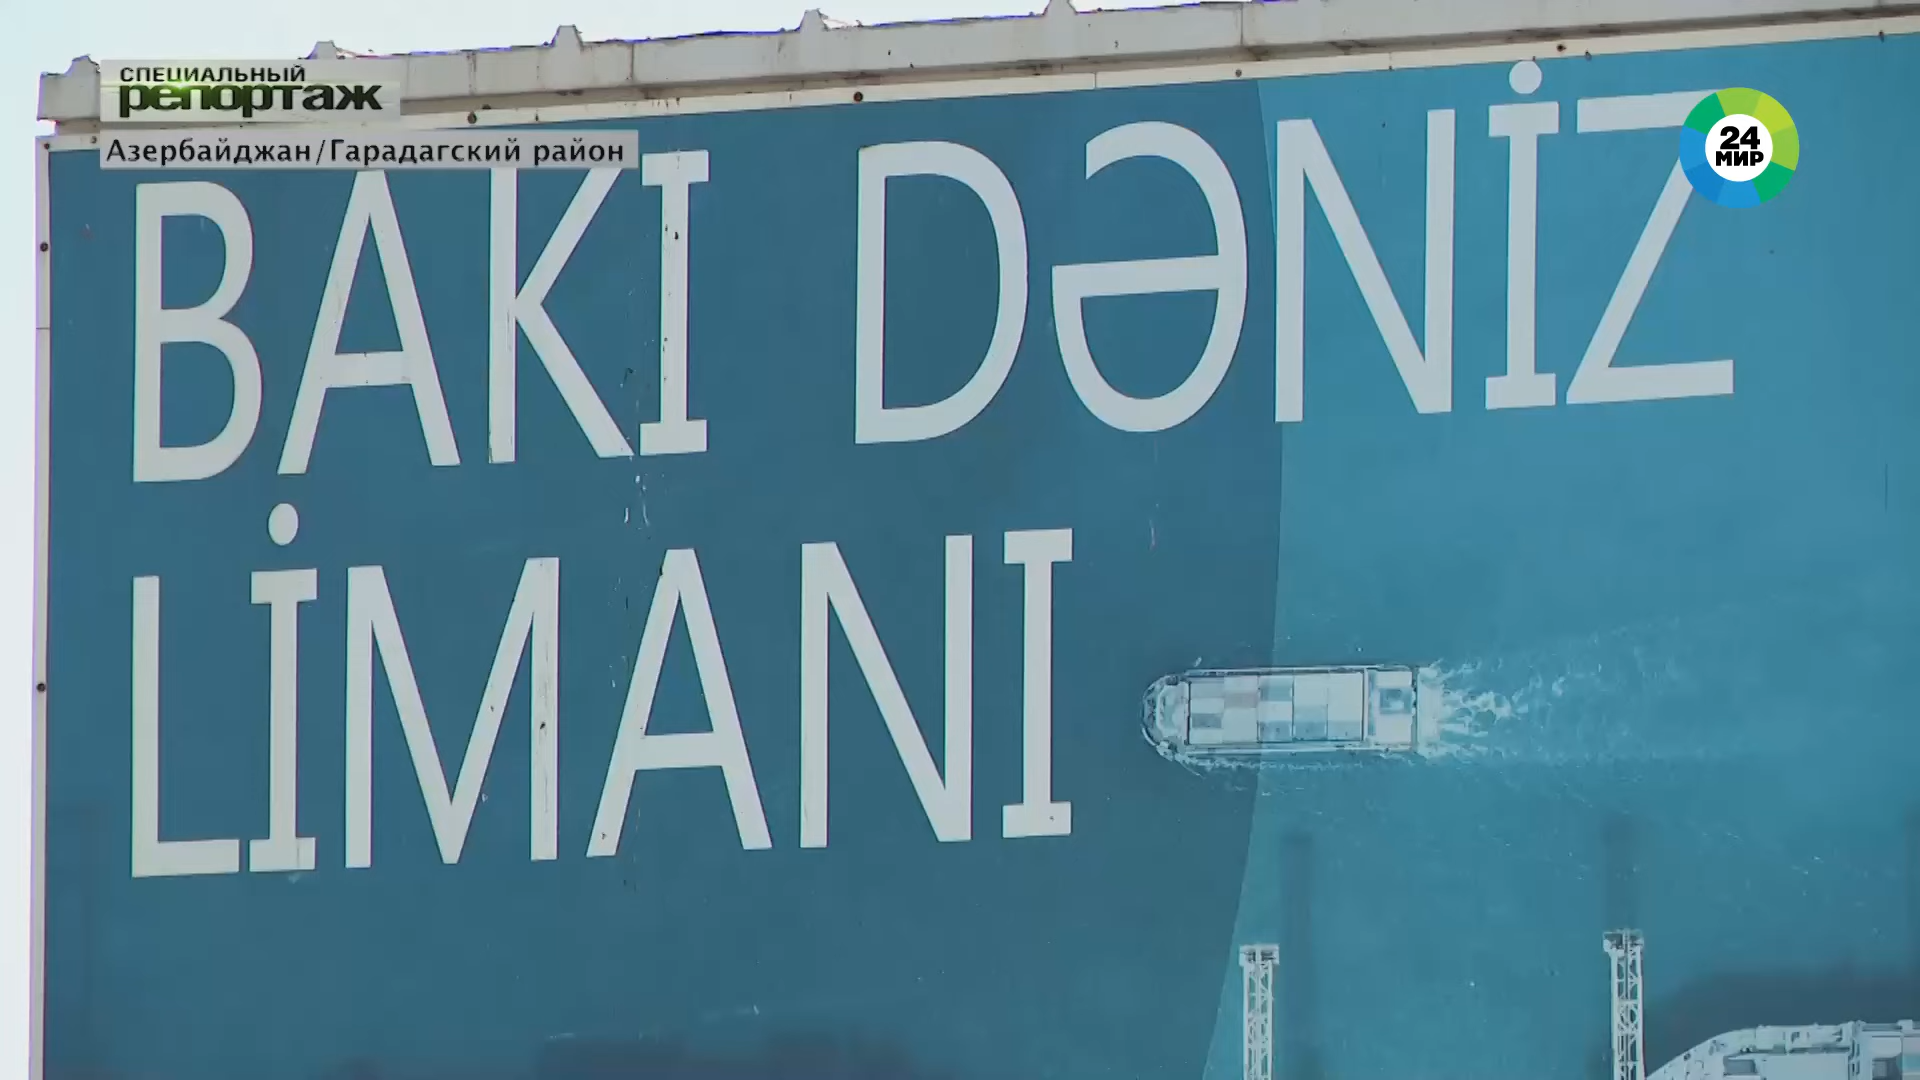 СПЕЦИАЛЬНЫЙ
репортаж
Азербайджан/Гарадагский район
24
МИР
BAKI DƏNİZ
LİMANI